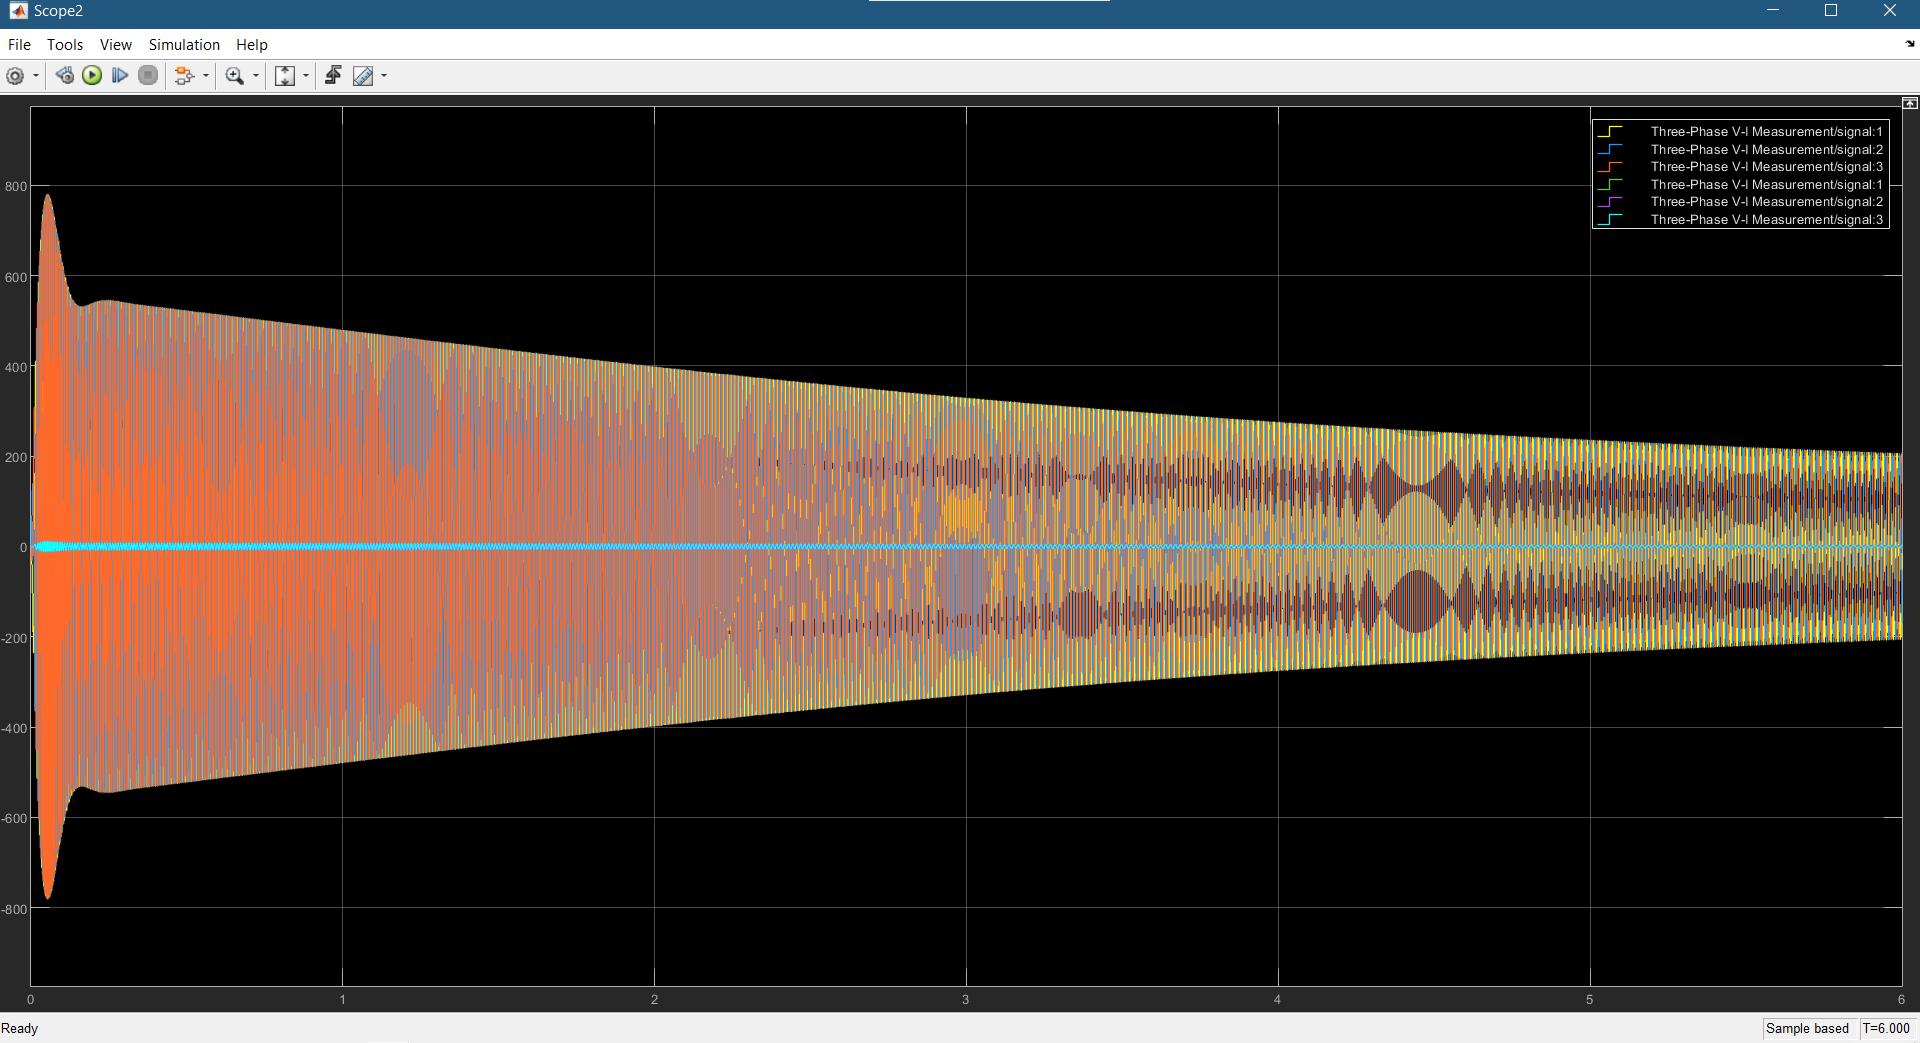 Scope2
File Tools View Simulation Help
Three-Phase V-I Measurement/signal:1
Three-Phase V-I Measurement/signal:2
Three-Phase V-I Measurement/signal:3
Three-Phase V-I Measurement/signal:1
Three-Phase V-I Measurement/signal:2
Three-Phase V-I Measurement/signal:3
800
600
400
200
0
-200
-400
-600
-800
0 1 2 3 4 5 6
Ready Sample based T=6.000